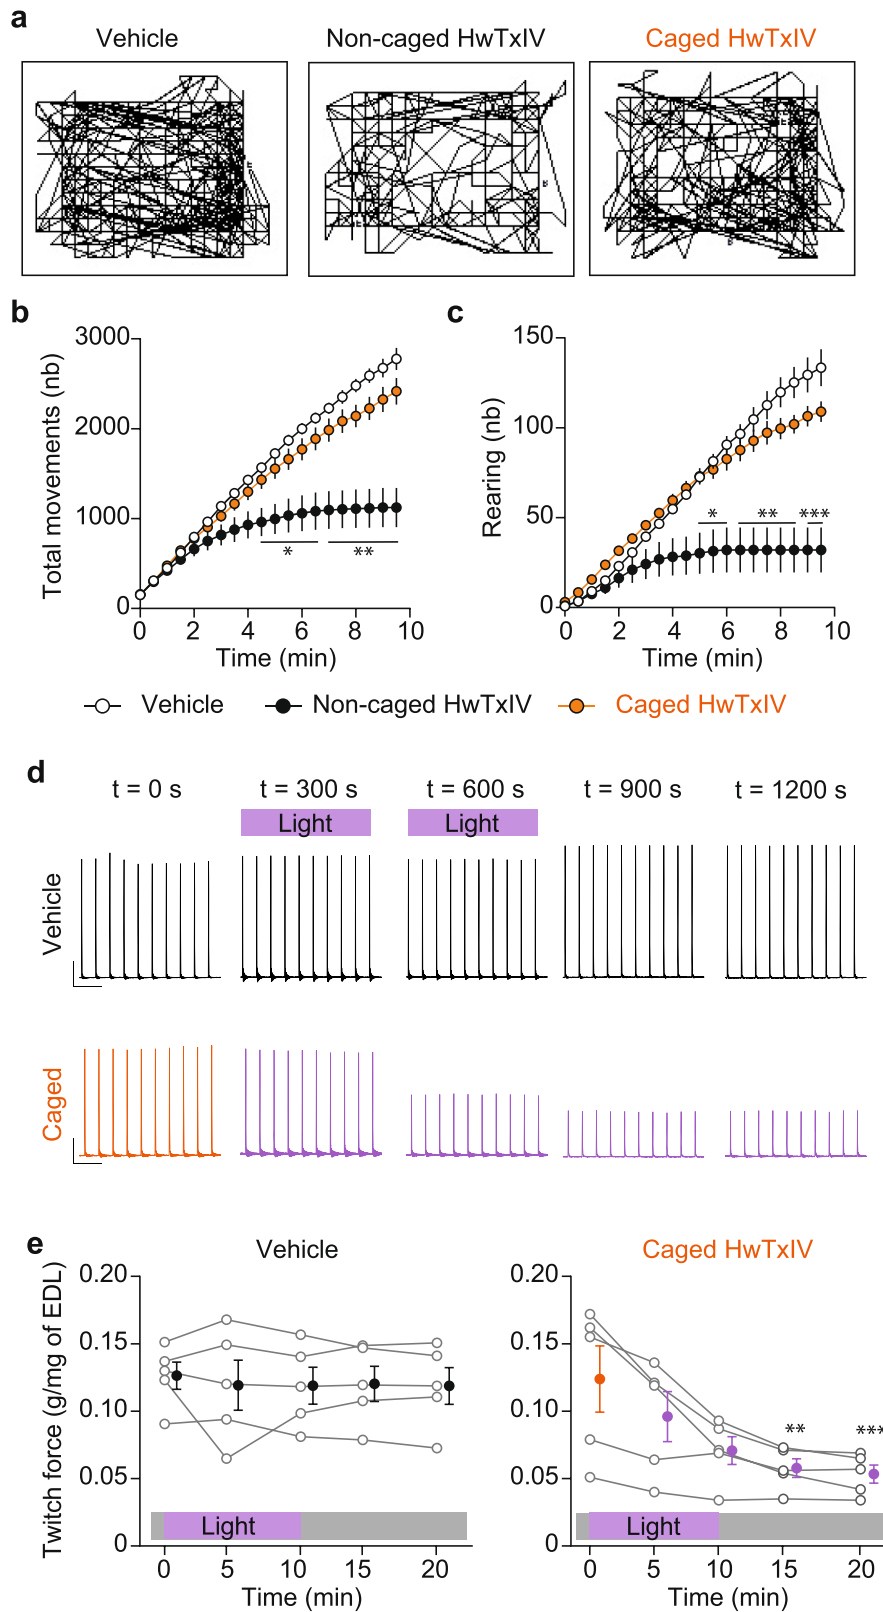 a
Vehicle Non-caged HwTxIV Caged HwTxIV
b
Total movements (nb)
3000
2000
1000
0
* **
0 2 4 6 8 10
Time (min)
c
Rearing (nb)
150
100
50
0
* ** ***
0 2 4 6 8 10
Time (min)
Vehicle Non-caged HwTxIV Caged HwTxIV
d
t = 0 s t = 300 s t = 600 s t = 900 s t = 1200 s
Light Light
Vehicle
Caged
e
Vehicle
Twitch force (g/mg of EDL)
0.20
0.15
0.10
0.05
0
Light
0 5 10 15 20
Time (min)
Caged HwTxIV
0.20
0.15
0.10
0.05
0
** ***
Light
0 5 10 15 20
Time (min)